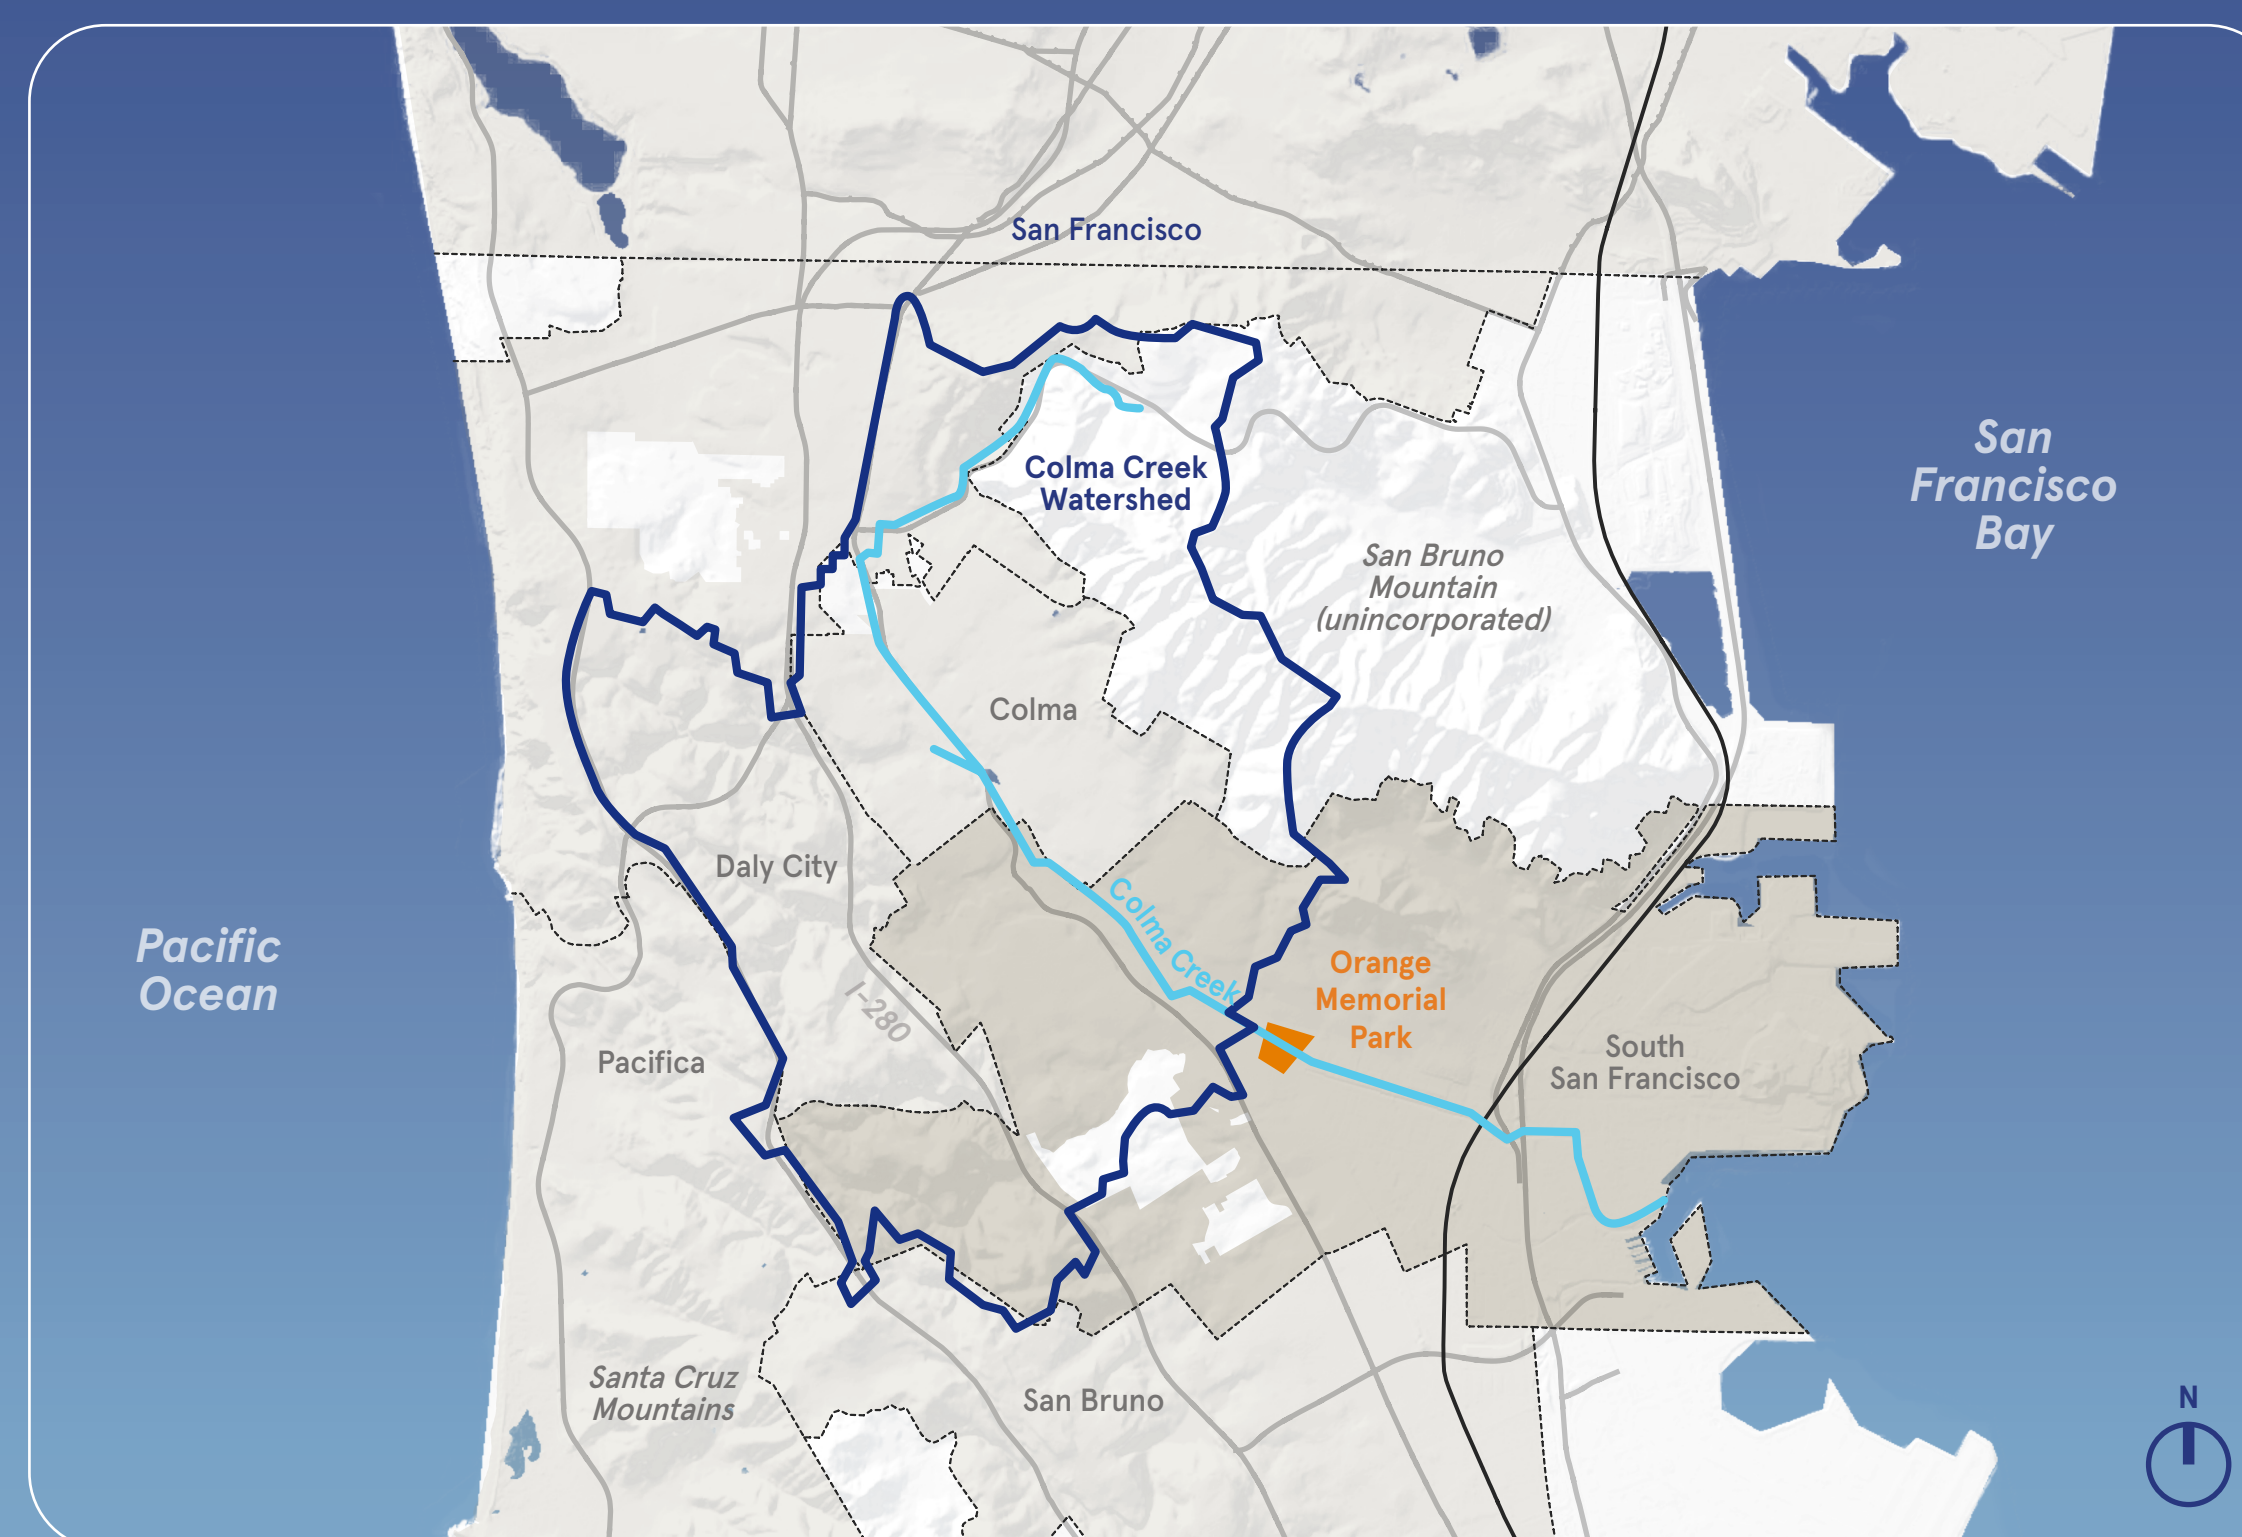 San Francisco
San
Francisco
Bay
Colma Creek
Watershed
San Bruno
Mountain
(unincorporated)
Colma
Daly City
Colma Creek
Pacific
Ocean
Orange
Memorial
Park
I-280
Pacifica
South
San Francisco
Santa Cruz
Mountains
San Bruno
N